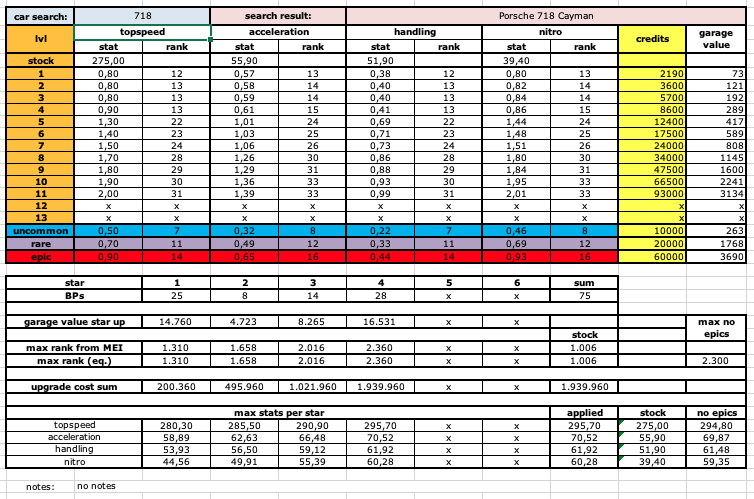 car search: 718 search result: Porsche 718 Cayman
lvl topspeed acceleration handling nitro credits garage value
stat rank stat rank stat rank stat rank
stock 275,00 55,90 51,90 39,40
1 0,80 12 0,57 13 0,38 12 0,80 13 2190 73
2 0,80 13 0,58 14 0,40 13 0,82 14 3600 121
3 0,80 13 0,59 14 0,40 13 0,84 14 5700 192
4 0,90 13 0,61 15 0,41 13 0,86 15 8600 289
5 1,30 22 1,01 24 0,69 22 1,44 24 12400 417
6 1,40 23 1,03 25 0,71 23 1,48 25 17500 589
7 1,50 24 1,06 26 0,73 24 1,51 26 24000 808
8 1,70 28 1,26 30 0,86 28 1,80 30 34000 1145
9 1,80 29 1,29 31 0,88 29 1,84 31 47500 1600
10 1,90 30 1,36 33 0,93 30 1,95 33 66500 2241
11 2,00 31 1,39 33 0,99 31 2,01 33 93000 3134
12 x x x x x x x x x x
13 x x x x x x x x x x
uncommon 0,50 7 0,32 8 0,22 7 0,46 8 10000 263
rare 0,70 11 0,49 12 0,33 11 0,69 12 20000 1768
epic 0,90 14 0,65 16 0,44 14 0,93 16 60000 3690
star 1 2 3 4 5 6 sum
BPs 25 8 14 28 x x 75
garage value star up 14.760 4.723 8.265 16.531 x x max no epics
stock
max rank from MEI 1.310 1.658 2.016 2.360 x x 1.006
max rank (eq.) 1.310 1.658 2.016 2.360 x x 1.006 2.300
upgrade cost sum 200.360 495.960 1.021.960 1.939.960 x x 1.939.960
max stats per star applied stock no epics
topspeed 280,30 285,50 290,90 295,70 x x 295,70 275,00 294,80
acceleration 58,89 62,63 66,48 70,52 x x 70,52 55,90 69,87
handling 53,93 56,50 59,12 61,92 x x 61,92 51,90 61,48
nitro 44,56 49,91 55,39 60,28 x x 60,28 39,40 59,35
notes: no notes